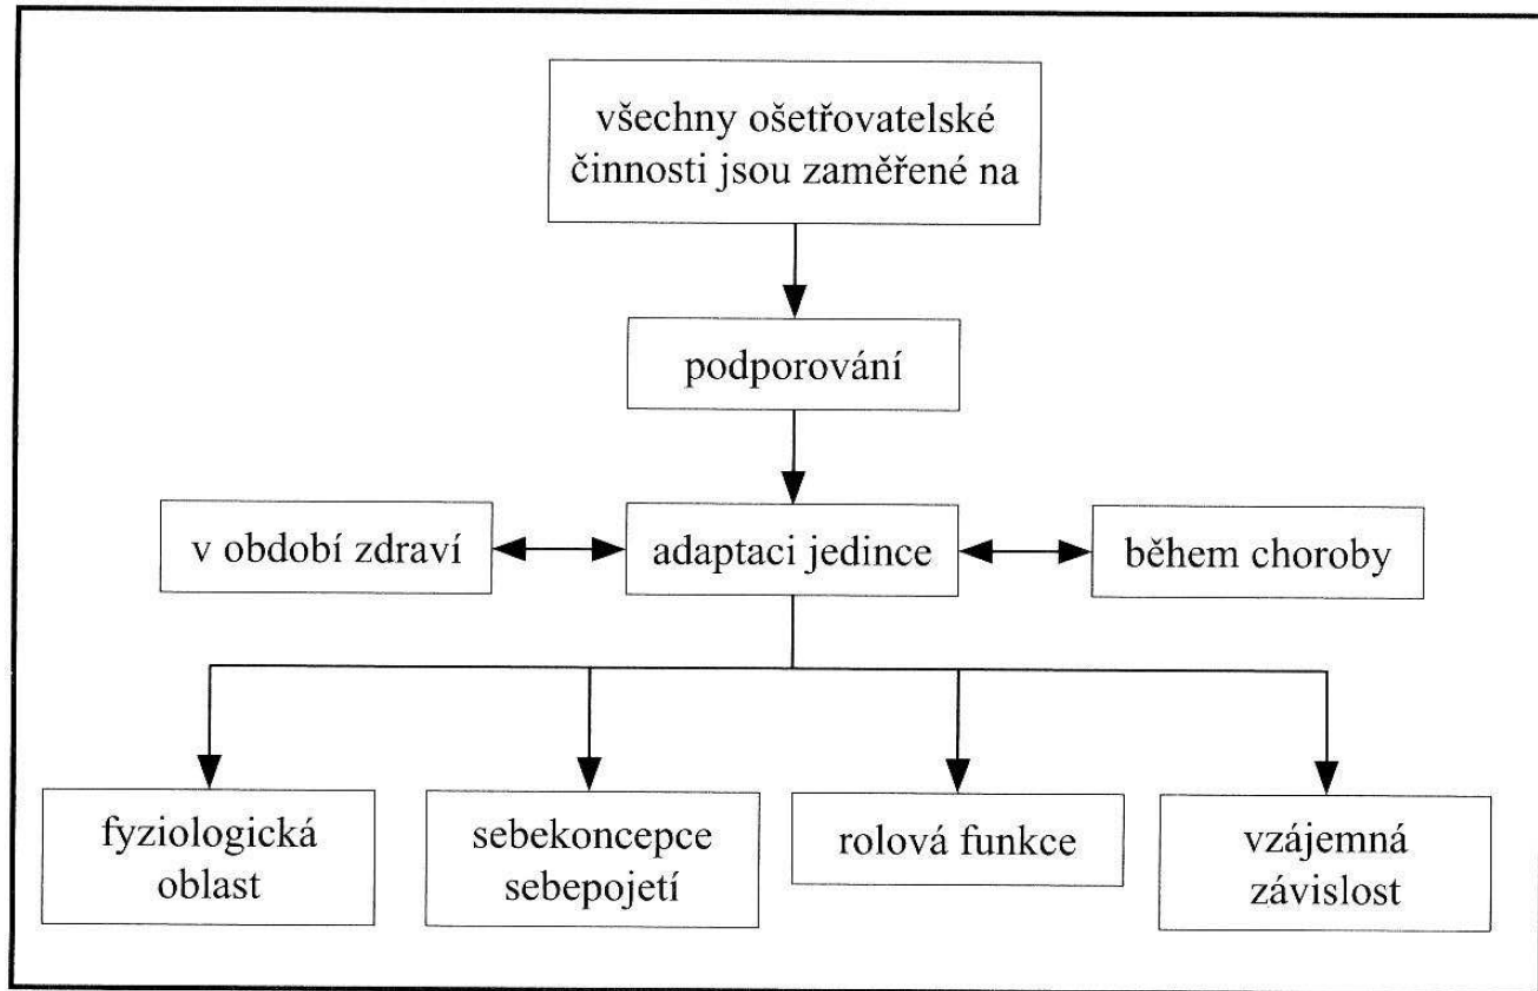 všechny ošetřovatelské
činnosti jsou zaměřené na
podporování
v období zdraví
adaptaci jedince
během choroby
fyziologická
oblast
sebekoncepce
sebepojetí
rolová funkce
vzájemná
závislost